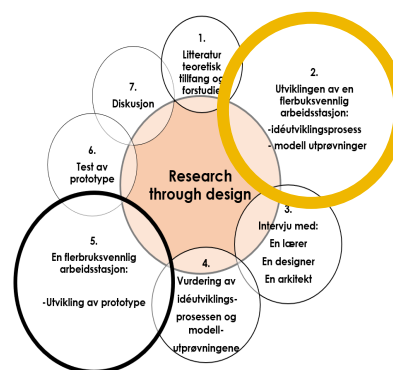 1.
Litteratur
teoretisk
tilfang og
forstudie
2.
Utviklingen av en
flerbruksvennlig
arbeidsstasjon:
-idéutviklingsprosess
- modell utprøvninger
3.
Intervju med:
En lærer
En designer
En arkitekt
4.
Vurdering av
idéutviklings-
prosessen og
modell-
utprøvningene
5.
En flerbruksvennlig
arbeidsstasjon:
-Utvikling av prototype
6.
Test av
prototype
7.
Diskusjon
Research
through design